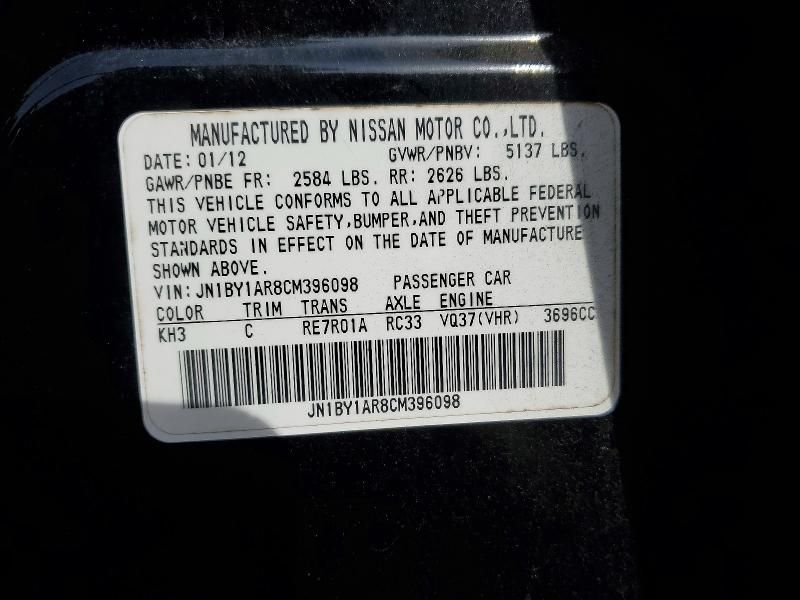 MANUFACTURED BY NISSAN MOTOR CO.,LTD.
DATE: 01/12 GVWR/PNBV: 5137 LBS.
GAWR/PNBE FR: 2584 LBS. RR: 2626 LBS.
THIS VEHICLE CONFORMS TO ALL APPLICABLE FEDERAL
MOTOR VEHICLE SAFETY,BUMPER,AND THEFT PREVENTION
STANDARDS IN EFFECT ON THE DATE OF MANUFACTURE
SHOWN ABOVE.
VIN: JN1BY1AR8CM396098 PASSENGER CAR
COLOR TRIM TRANS AXLE ENGINE
KH3 C RE7R01A RC33 VQ37(VHR) 3696CC
JN1BY1AR8CM396098